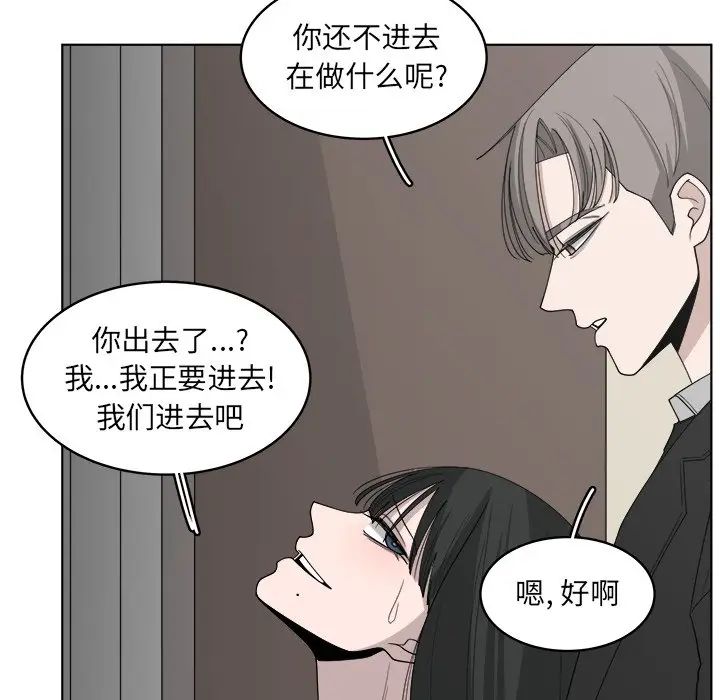 你还不进去
在做什么呢?
你出去了...?
我...我正要进去!
我们进去吧
嗯, 好啊